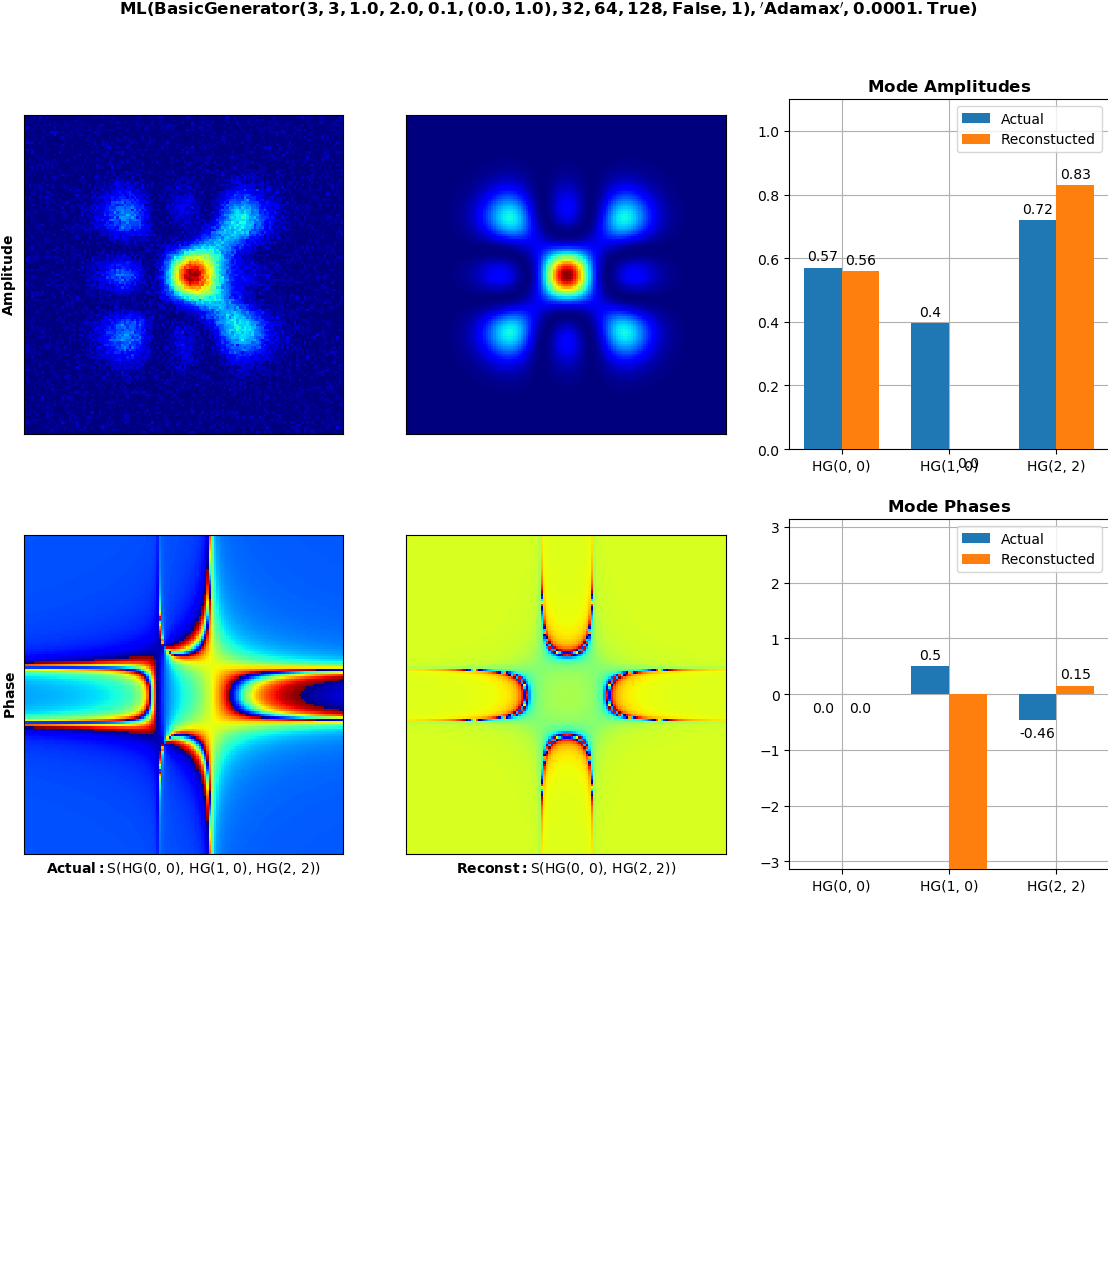 ML(BasicGenerator(3, 3, 1.0, 2.0, 0.1, (0.0, 1.0), 32, 64, 128, False, 1), ′Adamax′, 0.0001. True)
Mode Amplitudes
Actual
Reconstucted
1.0
0.8
0.6
0.4
0.2
0.0
0.57
0.56
0.4
0.0
0.72
0.83
HG(0, 0)
HG(1, 0)
HG(2, 2)
Amplitude
Mode Phases
Actual
Reconstucted
3
2
1
0
−1
−2
−3
0.0
0.0
0.5
-0.46
0.15
HG(0, 0)
HG(1, 0)
HG(2, 2)
Phase
Actual: S(HG(0, 0), HG(1, 0), HG(2, 2))
Reconst: S(HG(0, 0), HG(2, 2))